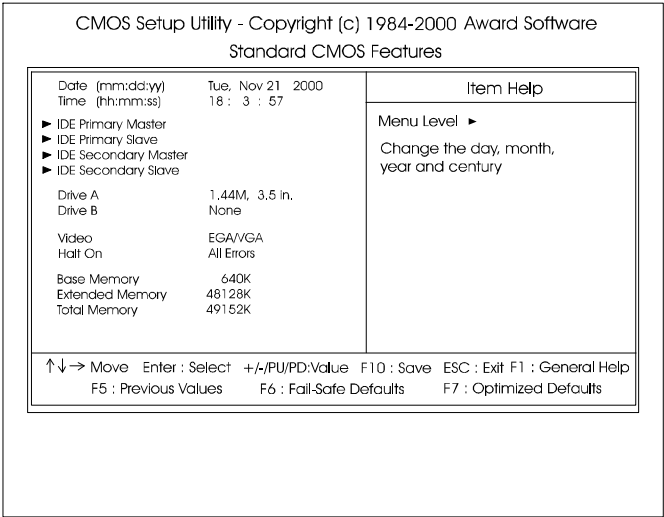 CMOS Setup Utility - Copyright (c) 1984-2000 Award Software
Standard CMOS Features
Date (mm:dd:yy) Tue, Nov 21 2000
Time (hh:mm:ss) 18 : 3 : 57
► IDE Primary Master
► IDE Primary Slave
► IDE Secondary Master
► IDE Secondary Slave
Drive A 1.44M, 3.5 in.
Drive B None
Video EGA/VGA
Halt On All Errors
Base Memory 640K
Extended Memory 48128K
Total Memory 49152K
Item Help
Menu Level ►
Change the day, month,
year and century
↑↓→ Move Enter : Select +/-/PU/PD:Value F10 : Save ESC : Exit F1 : General Help
F5 : Previous Values F6 : Fail-Safe Defaults F7 : Optimized Defaults